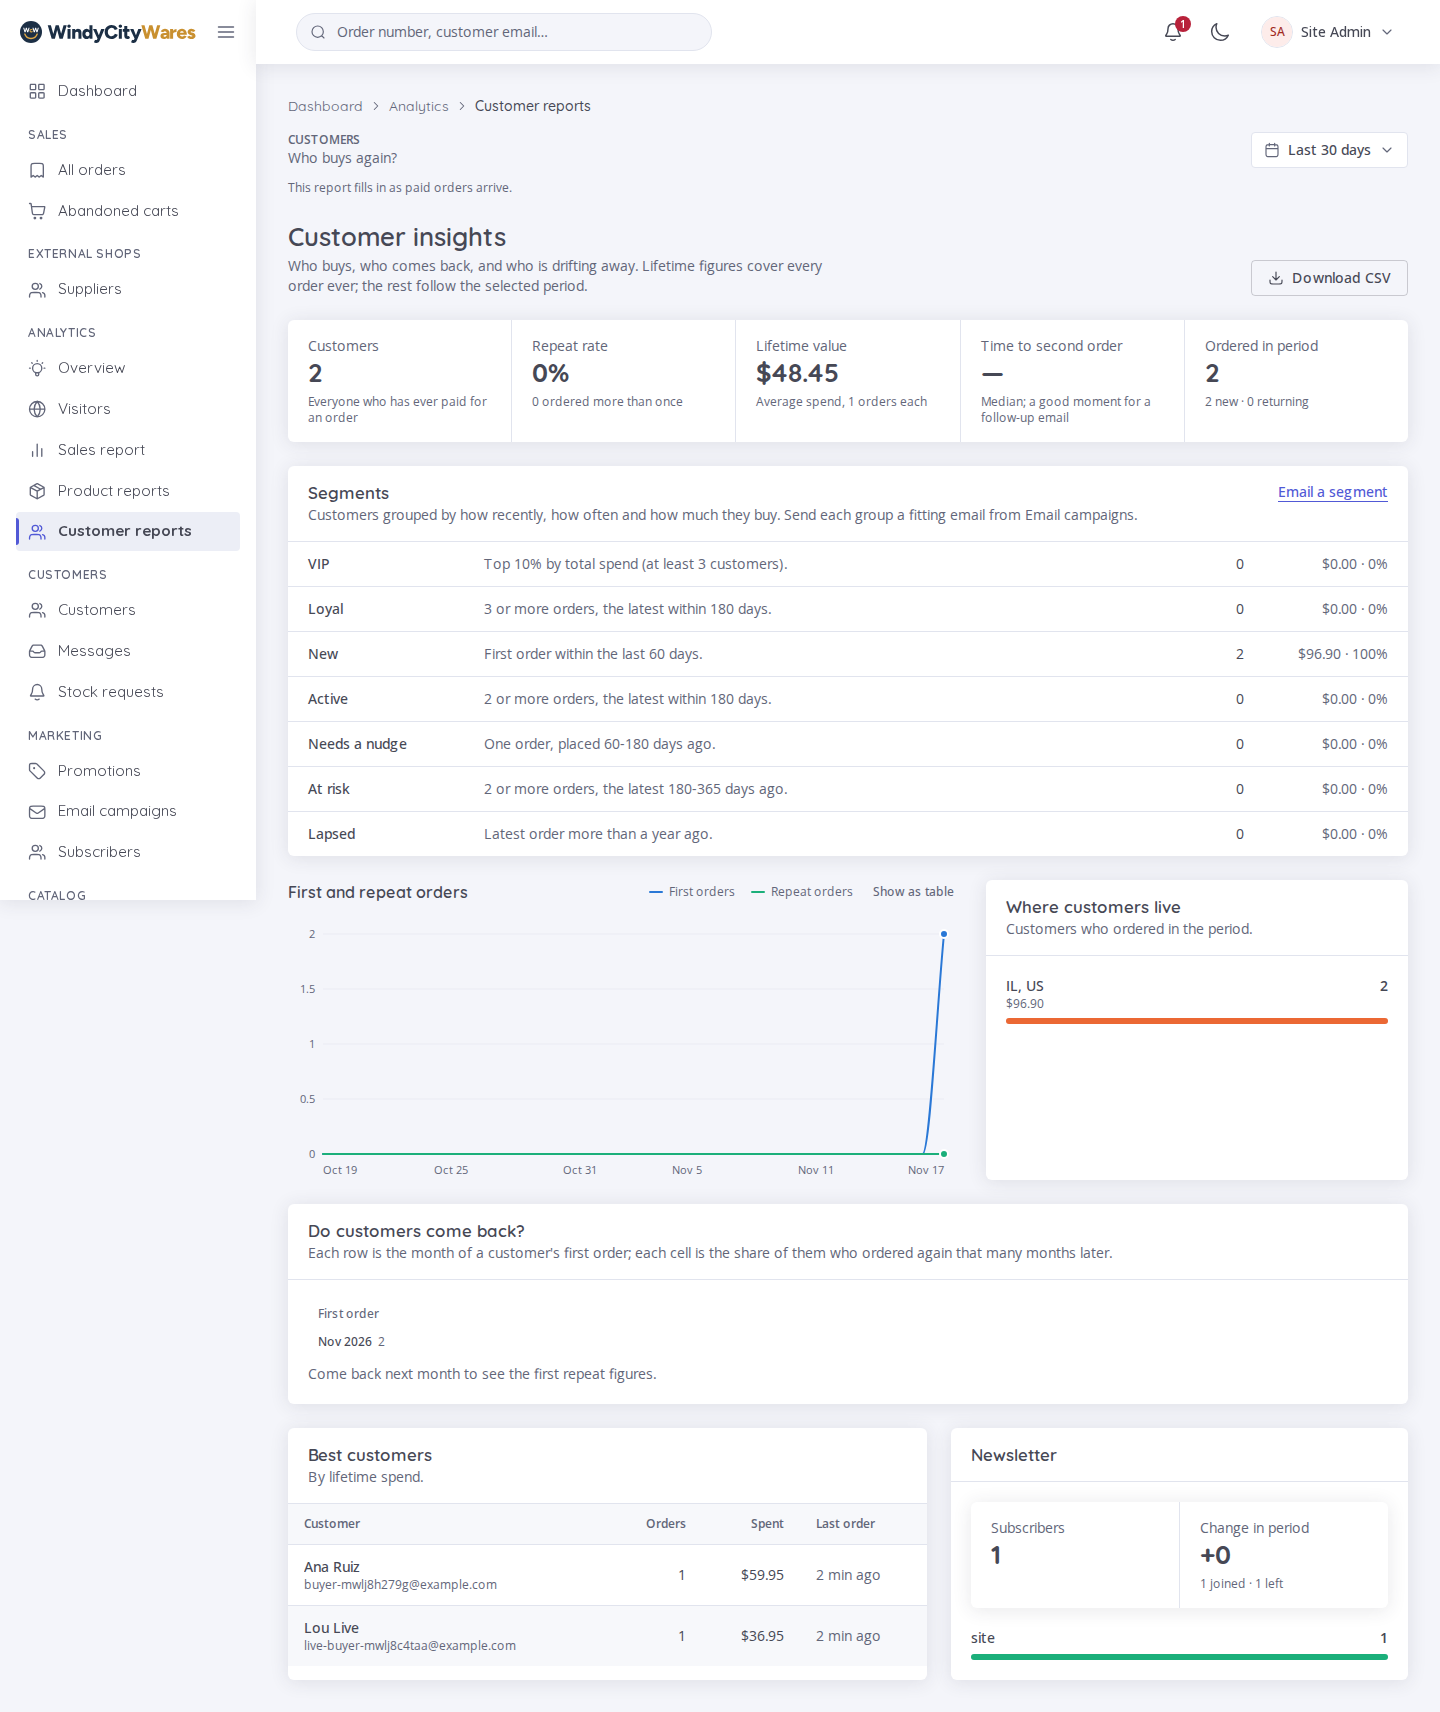 WindyCityWares
Order number, customer email...
1
SA
Site Admin
Dashboard
SALES
All orders
Abandoned carts
EXTERNAL SHOPS
Suppliers
ANALYTICS
Overview
Visitors
Sales report
Product reports
Customer reports
CUSTOMERS
Customers
Messages
Stock requests
MARKETING
Promotions
Email campaigns
Subscribers
CATALOG
Dashboard > Analytics > Customer reports
CUSTOMERS
Who buys again?
This report fills in as paid orders arrive.
Last 30 days
Customer insights
Who buys, who comes back, and who is drifting away. Lifetime figures cover every
order ever; the rest follow the selected period.
Download CSV
Customers
2
Everyone who has ever paid for
an order
Repeat rate
0%
0 ordered more than once
Lifetime value
$48.45
Average spend, 1 orders each
Time to second order
—
Median; a good moment for a
follow-up email
Ordered in period
2
2 new · 0 returning
Segments
Email a segment
Customers grouped by how recently, how often and how much they buy. Send each group a fitting email from Email campaigns.
VIP Top 10% by total spend (at least 3 customers). 0 $0.00 · 0%
Loyal 3 or more orders, the latest within 180 days. 0 $0.00 · 0%
New First order within the last 60 days. 2 $96.90 · 100%
Active 2 or more orders, the latest within 180 days. 0 $0.00 · 0%
Needs a nudge One order, placed 60-180 days ago. 0 $0.00 · 0%
At risk 2 or more orders, the latest 180-365 days ago. 0 $0.00 · 0%
Lapsed Latest order more than a year ago. 0 $0.00 · 0%
First and repeat orders
First orders Repeat orders Show as table
2
1.5
1
0.5
0
Oct 19 Oct 25 Oct 31 Nov 5 Nov 11 Nov 17
Where customers live
Customers who ordered in the period.
IL, US 2
$96.90
Do customers come back?
Each row is the month of a customer's first order; each cell is the share of them who ordered again that many months later.
First order
Nov 2026 2
Come back next month to see the first repeat figures.
Best customers
By lifetime spend.
Customer Orders Spent Last order
Ana Ruiz
buyer-mwlj8h279g@example.com
1 $59.95 2 min ago
Lou Live
live-buyer-mwlj8c4taa@example.com
1 $36.95 2 min ago
Newsletter
Subscribers
1
Change in period
+0
1 joined · 1 left
site 1